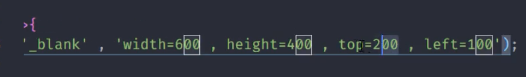 >{
'_blank' , 'width=600 , height=400 , top=200 , left=100');